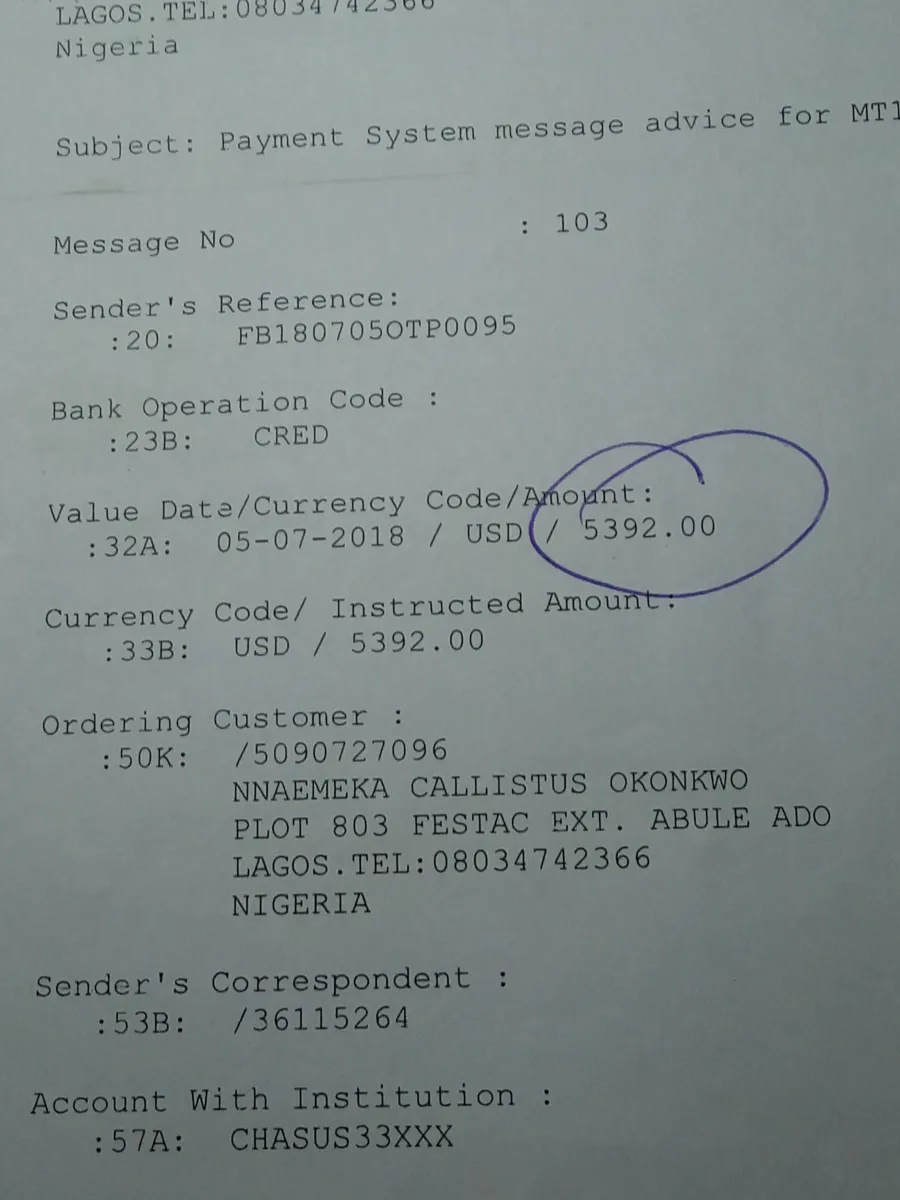 LAGOS.TEL:08034742366
Nigeria
Subject: Payment System message advice for MT1
Message No : 103
Sender's Reference:
:20: FB180705OTP0095
Bank Operation Code :
:23B: CRED
Value Date/Currency Code/Amount:
:32A: 05-07-2018 / USD / 5392.00
Currency Code/ Instructed Amount:
:33B: USD / 5392.00
Ordering Customer :
:50K: /5090727096
NNAEMEKA CALLISTUS OKONKWO
PLOT 803 FESTAC EXT. ABULE ADO
LAGOS.TEL:08034742366
NIGERIA
Sender's Correspondent :
:53B: /36115264
Account With Institution :
:57A: CHASUS33XXX